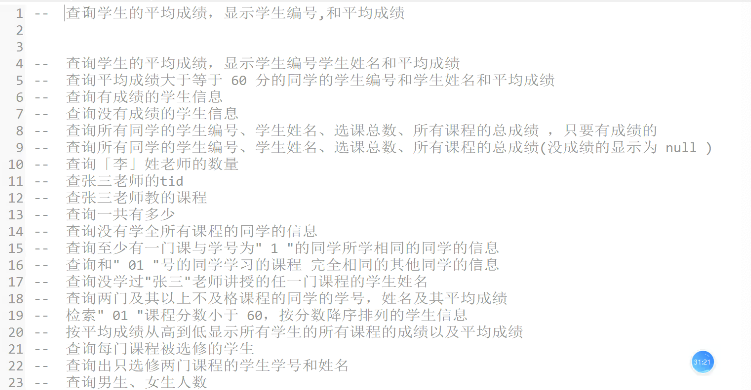 1 -- 查询学生的平均成绩，显示学生编号,和平均成绩
2
3
4 -- 查询学生的平均成绩，显示学生编号学生姓名和平均成绩
5 -- 查询平均成绩大于等于 60 分的同学的学生编号和学生姓名和平均成绩
6 -- 查询有成绩的学生信息
7 -- 查询没有成绩的学生信息
8 -- 查询所有同学的学生编号、学生姓名、选课总数、所有课程的总成绩 ，只要有成绩的
9 -- 查询所有同学的学生编号、学生姓名、选课总数、所有课程的总成绩(没成绩的显示为 null )
10 -- 查询「李」姓老师的数量
11 -- 查张三老师的tid
12 -- 查张三老师教的课程
13 -- 查询一共有多少
14 -- 查询没有学全所有课程的同学的信息
15 -- 查询至少有一门课与学号为" 1 "的同学所学相同的同学的信息
16 -- 查询和" 01 "号的同学学习的课程 完全相同的其他同学的信息
17 -- 查询没学过"张三"老师讲授的任一门课程的学生姓名
18 -- 查询两门及其以上不及格课程的同学的学号，姓名及其平均成绩
19 -- 检索" 01 "课程分数小于 60，按分数降序排列的学生信息
20 -- 按平均成绩从高到低显示所有学生的所有课程的成绩以及平均成绩
21 -- 查询每门课程被选修的学生
22 -- 查询出只选修两门课程的学生学号和姓名
23 -- 查询男生、女生人数
31:21